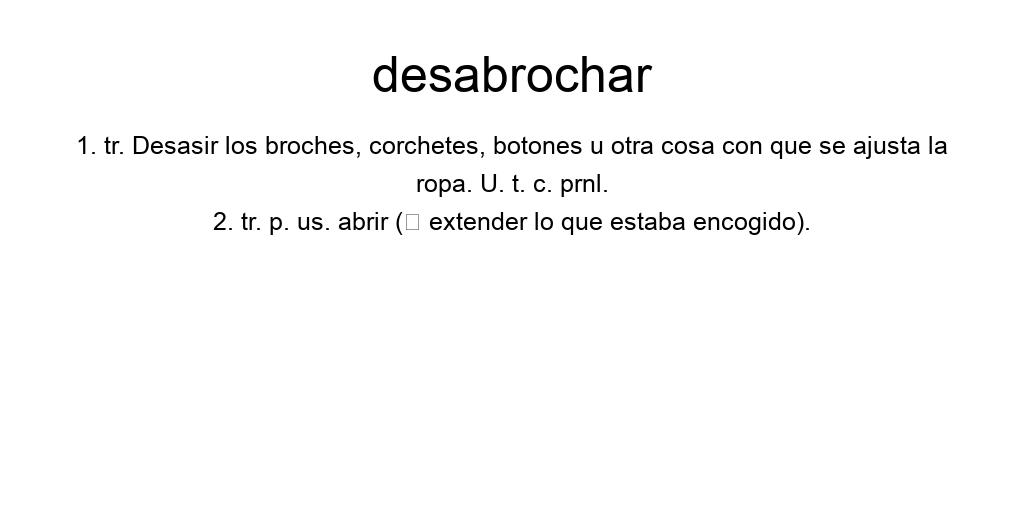 desabrochar
1. tr. Desasir los broches, corchetes, botones u otra cosa con que se ajusta la
ropa. U. t. c. prnl.
2. tr. p. us. abrir (□ extender lo que estaba encogido).